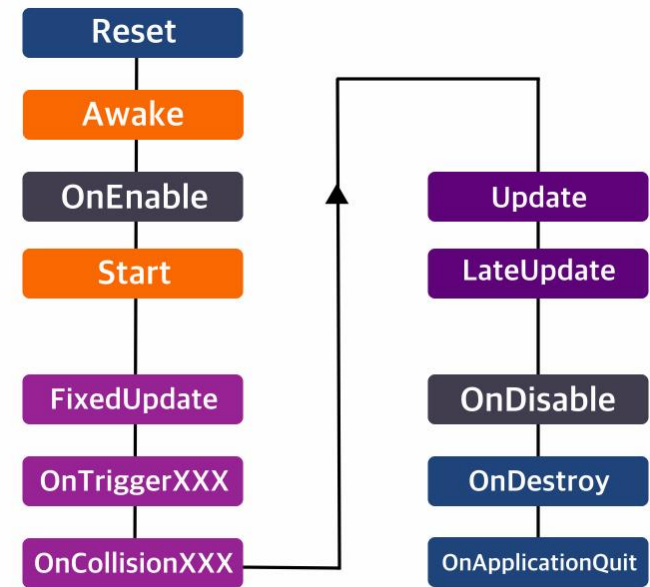 Reset
Awake
OnEnable
Start
FixedUpdate
OnTriggerXXX
OnCollisionXXX
Update
LateUpdate
OnDisable
OnDestroy
OnApplicationQuit